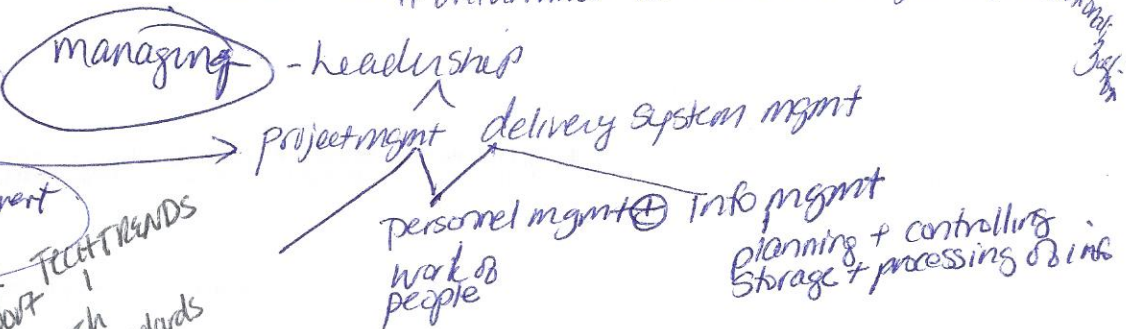 managing - Leadership
project mgmt delivery system mgmt
personnel mgmt + Info mgmt
work of
people
planning + controlling
storage + processing of info
TECH TRENDS